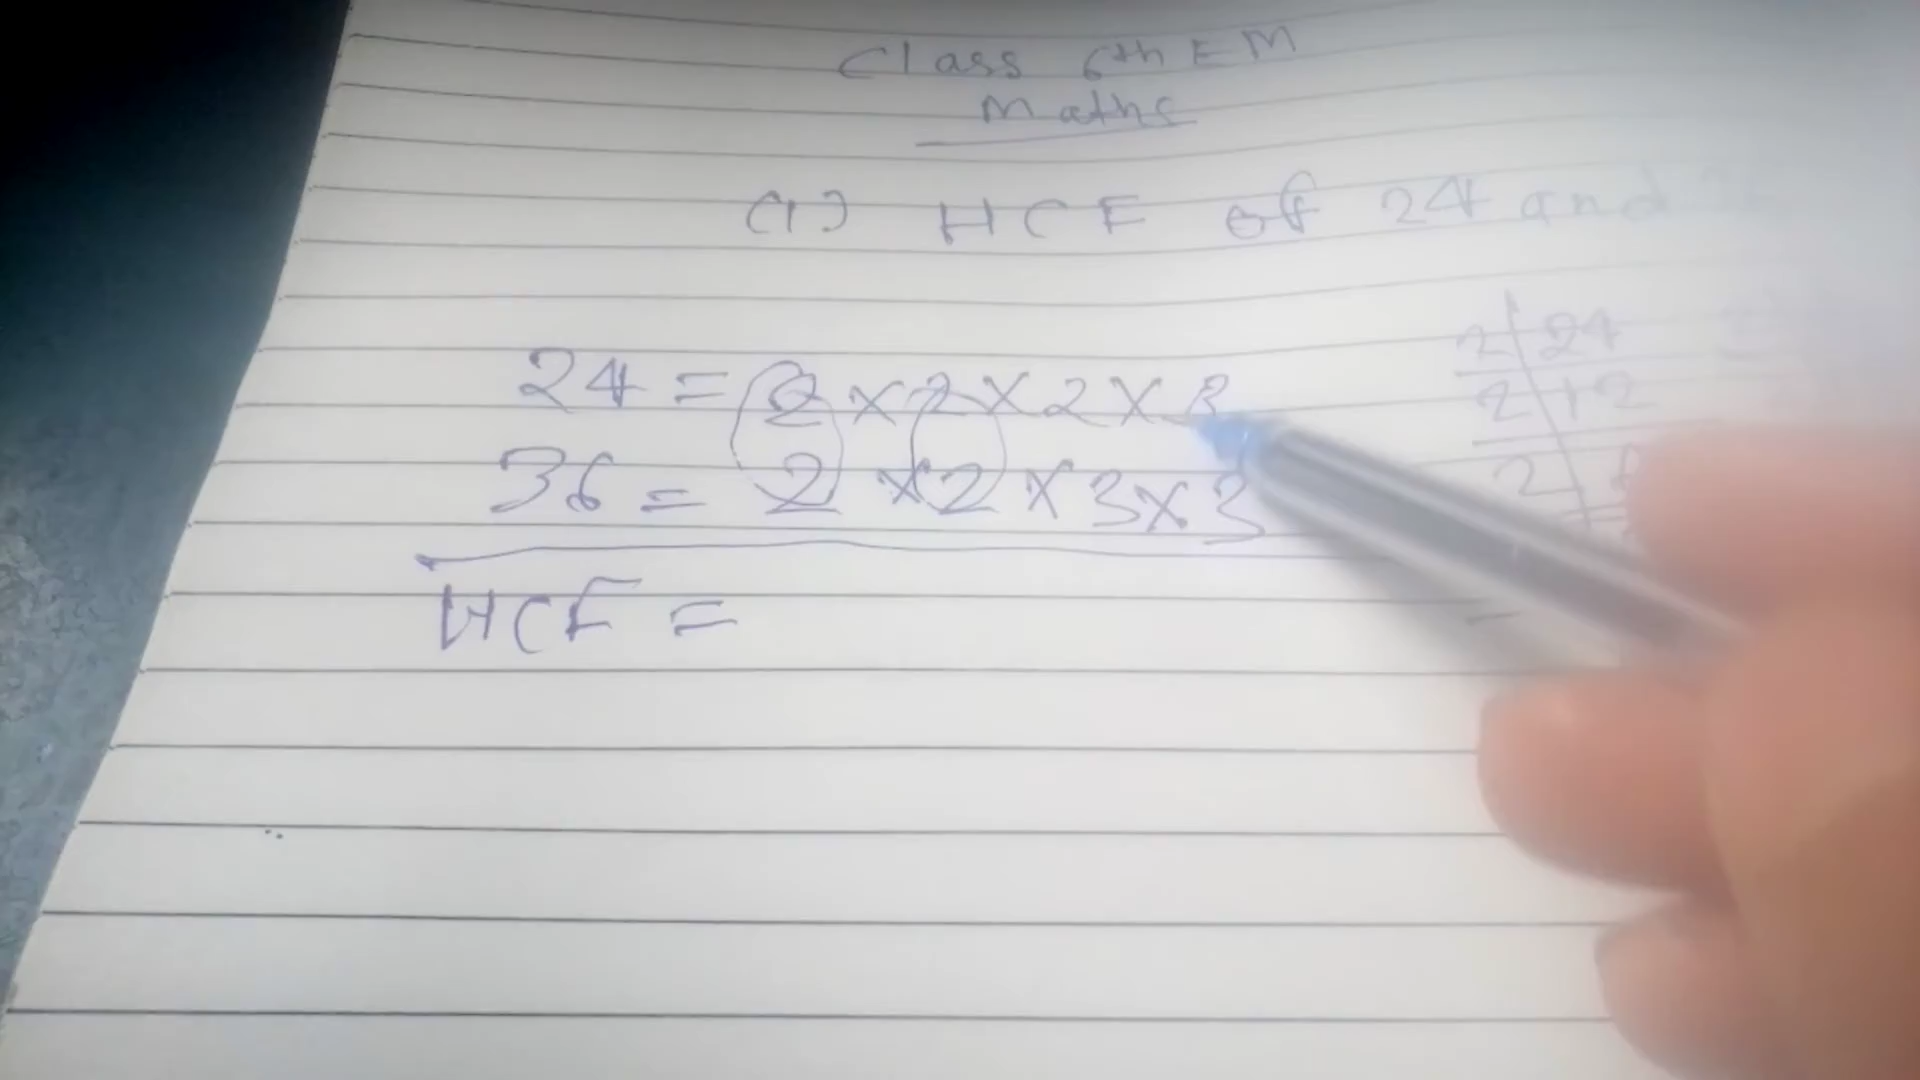 Class 6th EM
Maths
(1) HCF of 24 and
2 24
2 12
24 = 2 × 2 × 2 × 3
2
36 = 2 × 2 × 3 × 3
HCF =